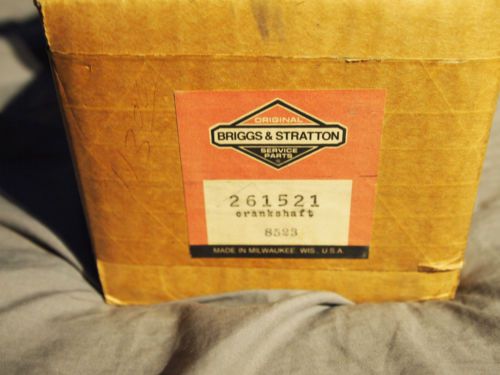 ORIGINAL
BRIGGS & STRATTON
SERVICE
PARTS
261521
crankshaft
8523
MADE IN MILWAUKEE, WIS., U.S.A.